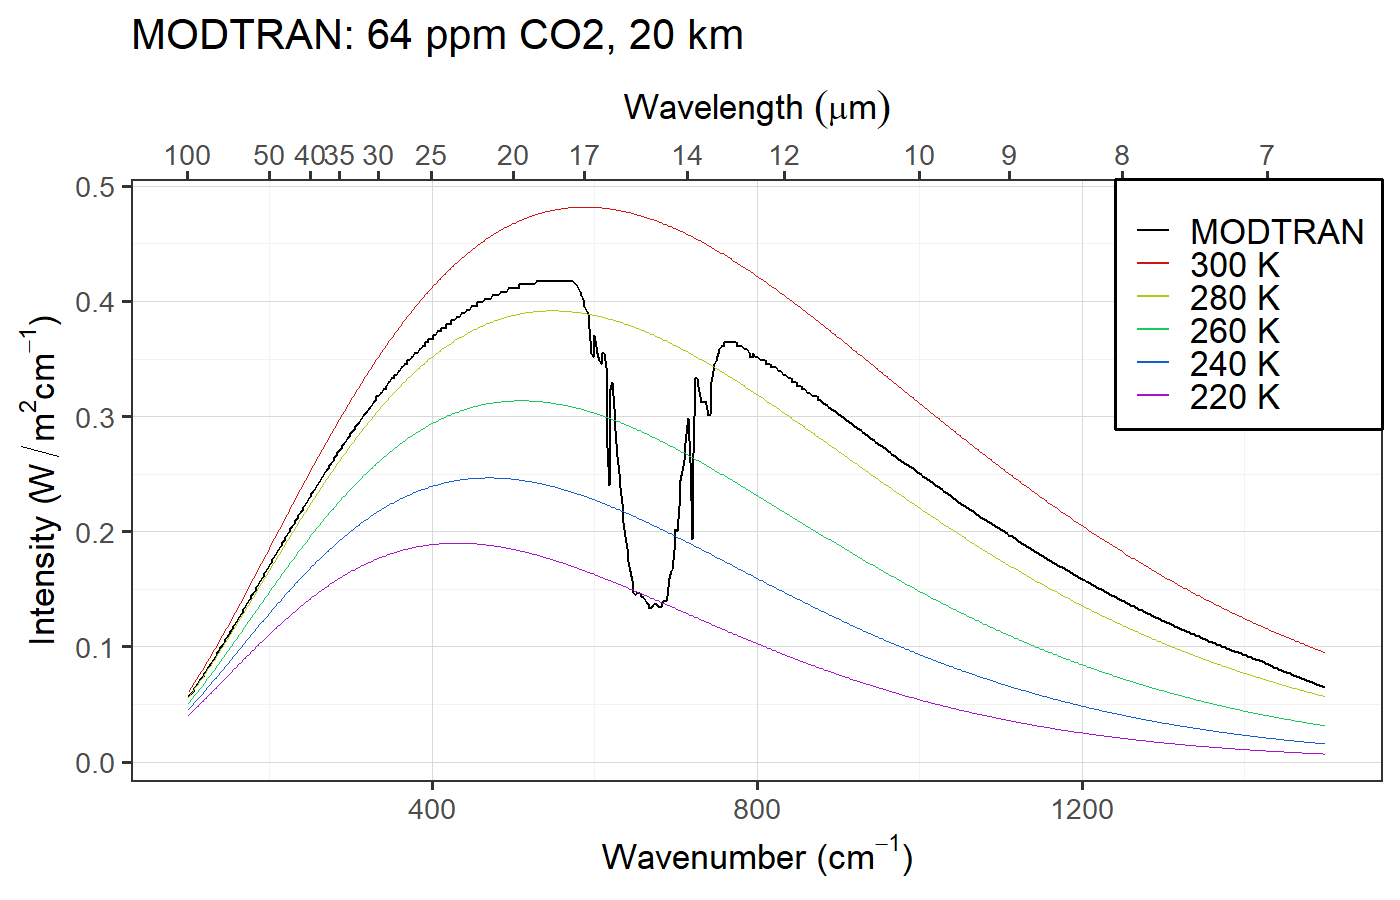 MODTRAN: 64 ppm CO2, 20 km
Wavelength (μm)
100 50 40 35 30 25 20 17 14 12 10 9 8 7
0.5
0.4
0.3
0.2
0.1
0.0
Intensity (W/m²cm⁻¹)
MODTRAN
300 K
280 K
260 K
240 K
220 K
400 800 1200
Wavenumber (cm⁻¹)